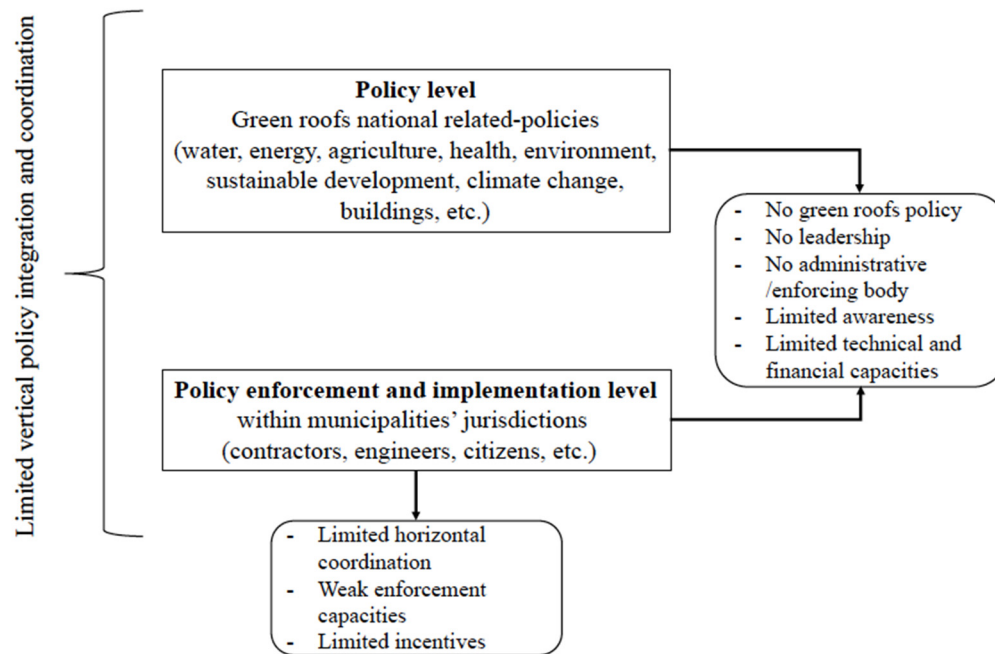 Limited vertical policy integration and coordination
Policy level
Green roofs national related-policies
(water, energy, agriculture, health, environment,
sustainable development, climate change,
buildings, etc.)
- No green roofs policy
- No leadership
- No administrative
/enforcing body
- Limited awareness
- Limited technical and
financial capacities
Policy enforcement and implementation level
within municipalities’ jurisdictions
(contractors, engineers, citizens, etc.)
- Limited horizontal
coordination
- Weak enforcement
capacities
- Limited incentives